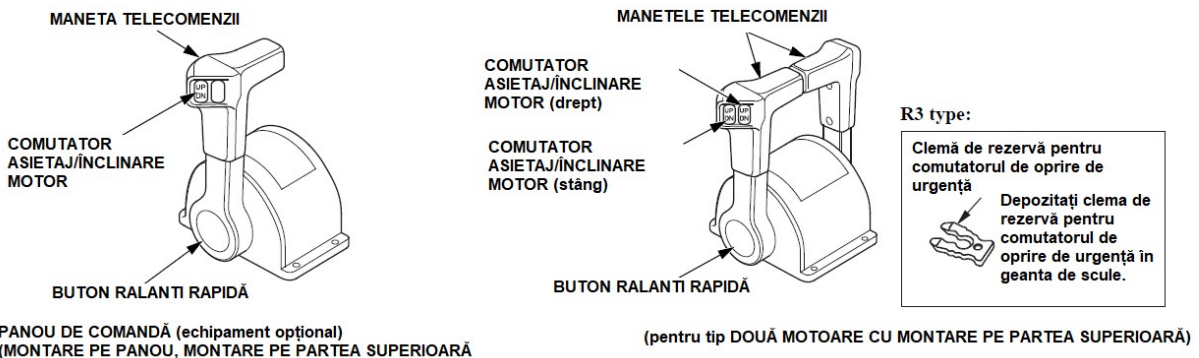 MANETA TELECOMENZII
UP
DN
COMUTATOR
ASIETAJ/ÎNCLINARE
MOTOR
BUTON RALANTI RAPIDĂ
PANOU DE COMANDĂ (echipament opțional)
(MONTARE PE PANOU, MONTARE PE PARTEA SUPERIOARĂ
MANETELE TELECOMENZII
COMUTATOR
ASIETAJ/ÎNCLINARE
MOTOR (drept)
UP UP
DN DN
COMUTATOR
ASIETAJ/ÎNCLINARE
MOTOR (stâng)
BUTON RALANTI RAPIDĂ
(pentru tip DOUĂ MOTOARE CU MONTARE PE PARTEA SUPERIOARĂ)
R3 type:
Clemă de rezervă pentru
comutatorul de oprire de
urgență
Depozitați clema de
rezervă pentru
comutatorul de
oprire de urgență în
geanta de scule.